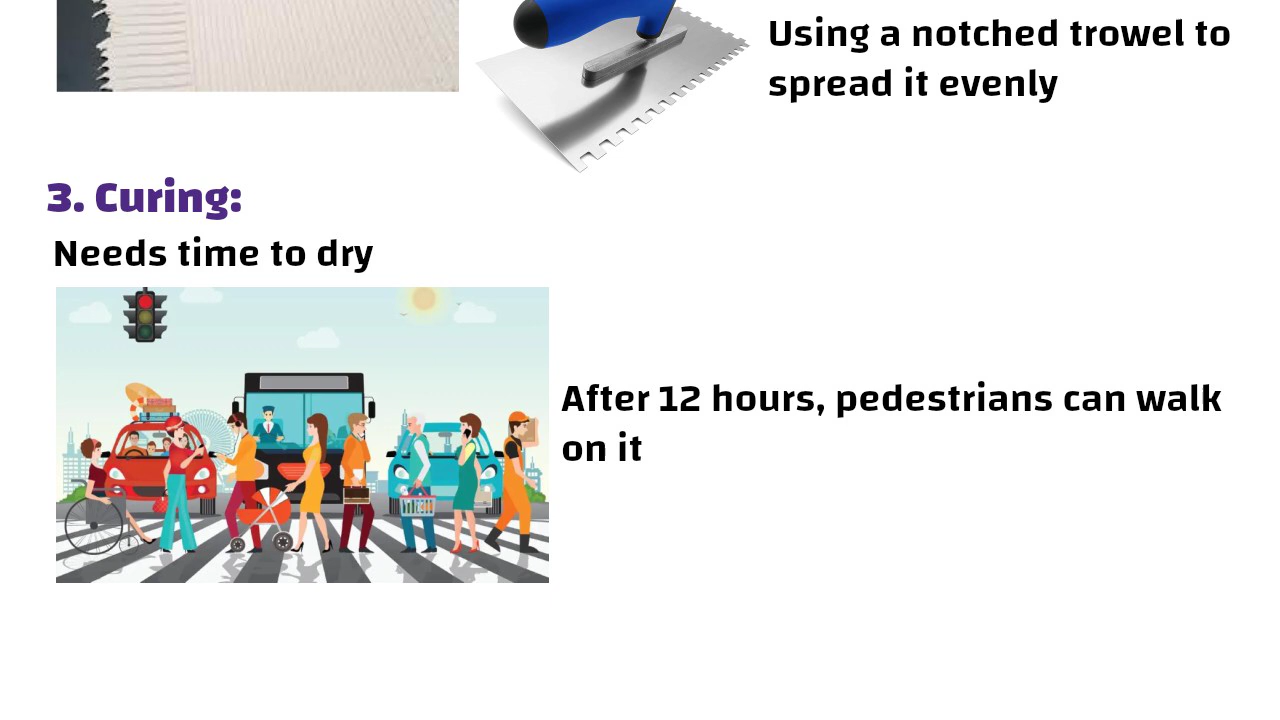 Using a notched trowel to
spread it evenly
3. Curing:
Needs time to dry
After 12 hours, pedestrians can walk
on it